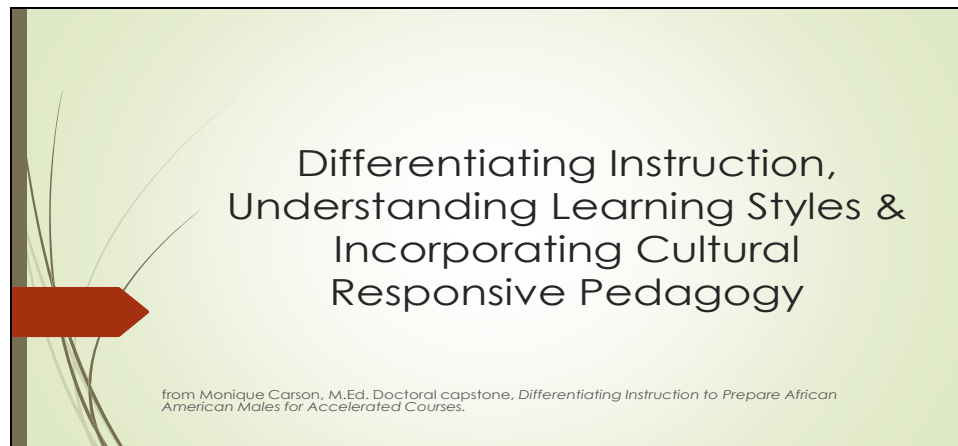 Differentiating Instruction,
Understanding Learning Styles &
Incorporating Cultural
Responsive Pedagogy
from Monique Carson, M.Ed. Doctoral capstone, Differentiating Instruction to Prepare African
American Males for Accelerated Courses.